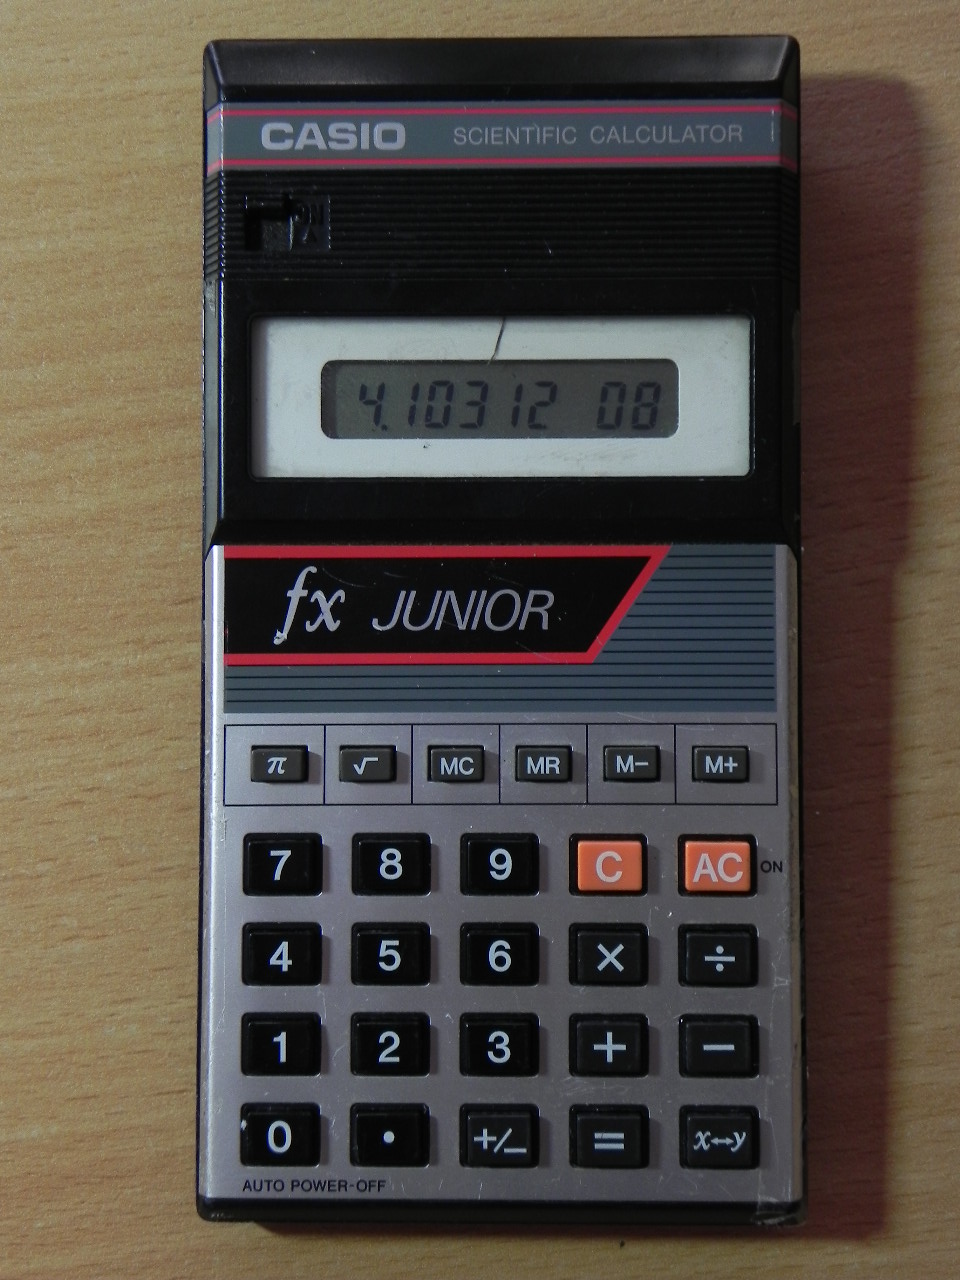 CASIO SCIENTIFIC CALCULATOR
ON
4.10312 08
fx JUNIOR
π √ MC MR M− M+
7 8 9 C AC ON
4 5 6 × ÷
1 2 3 + −
0 • +/− = x↔y
AUTO POWER-OFF